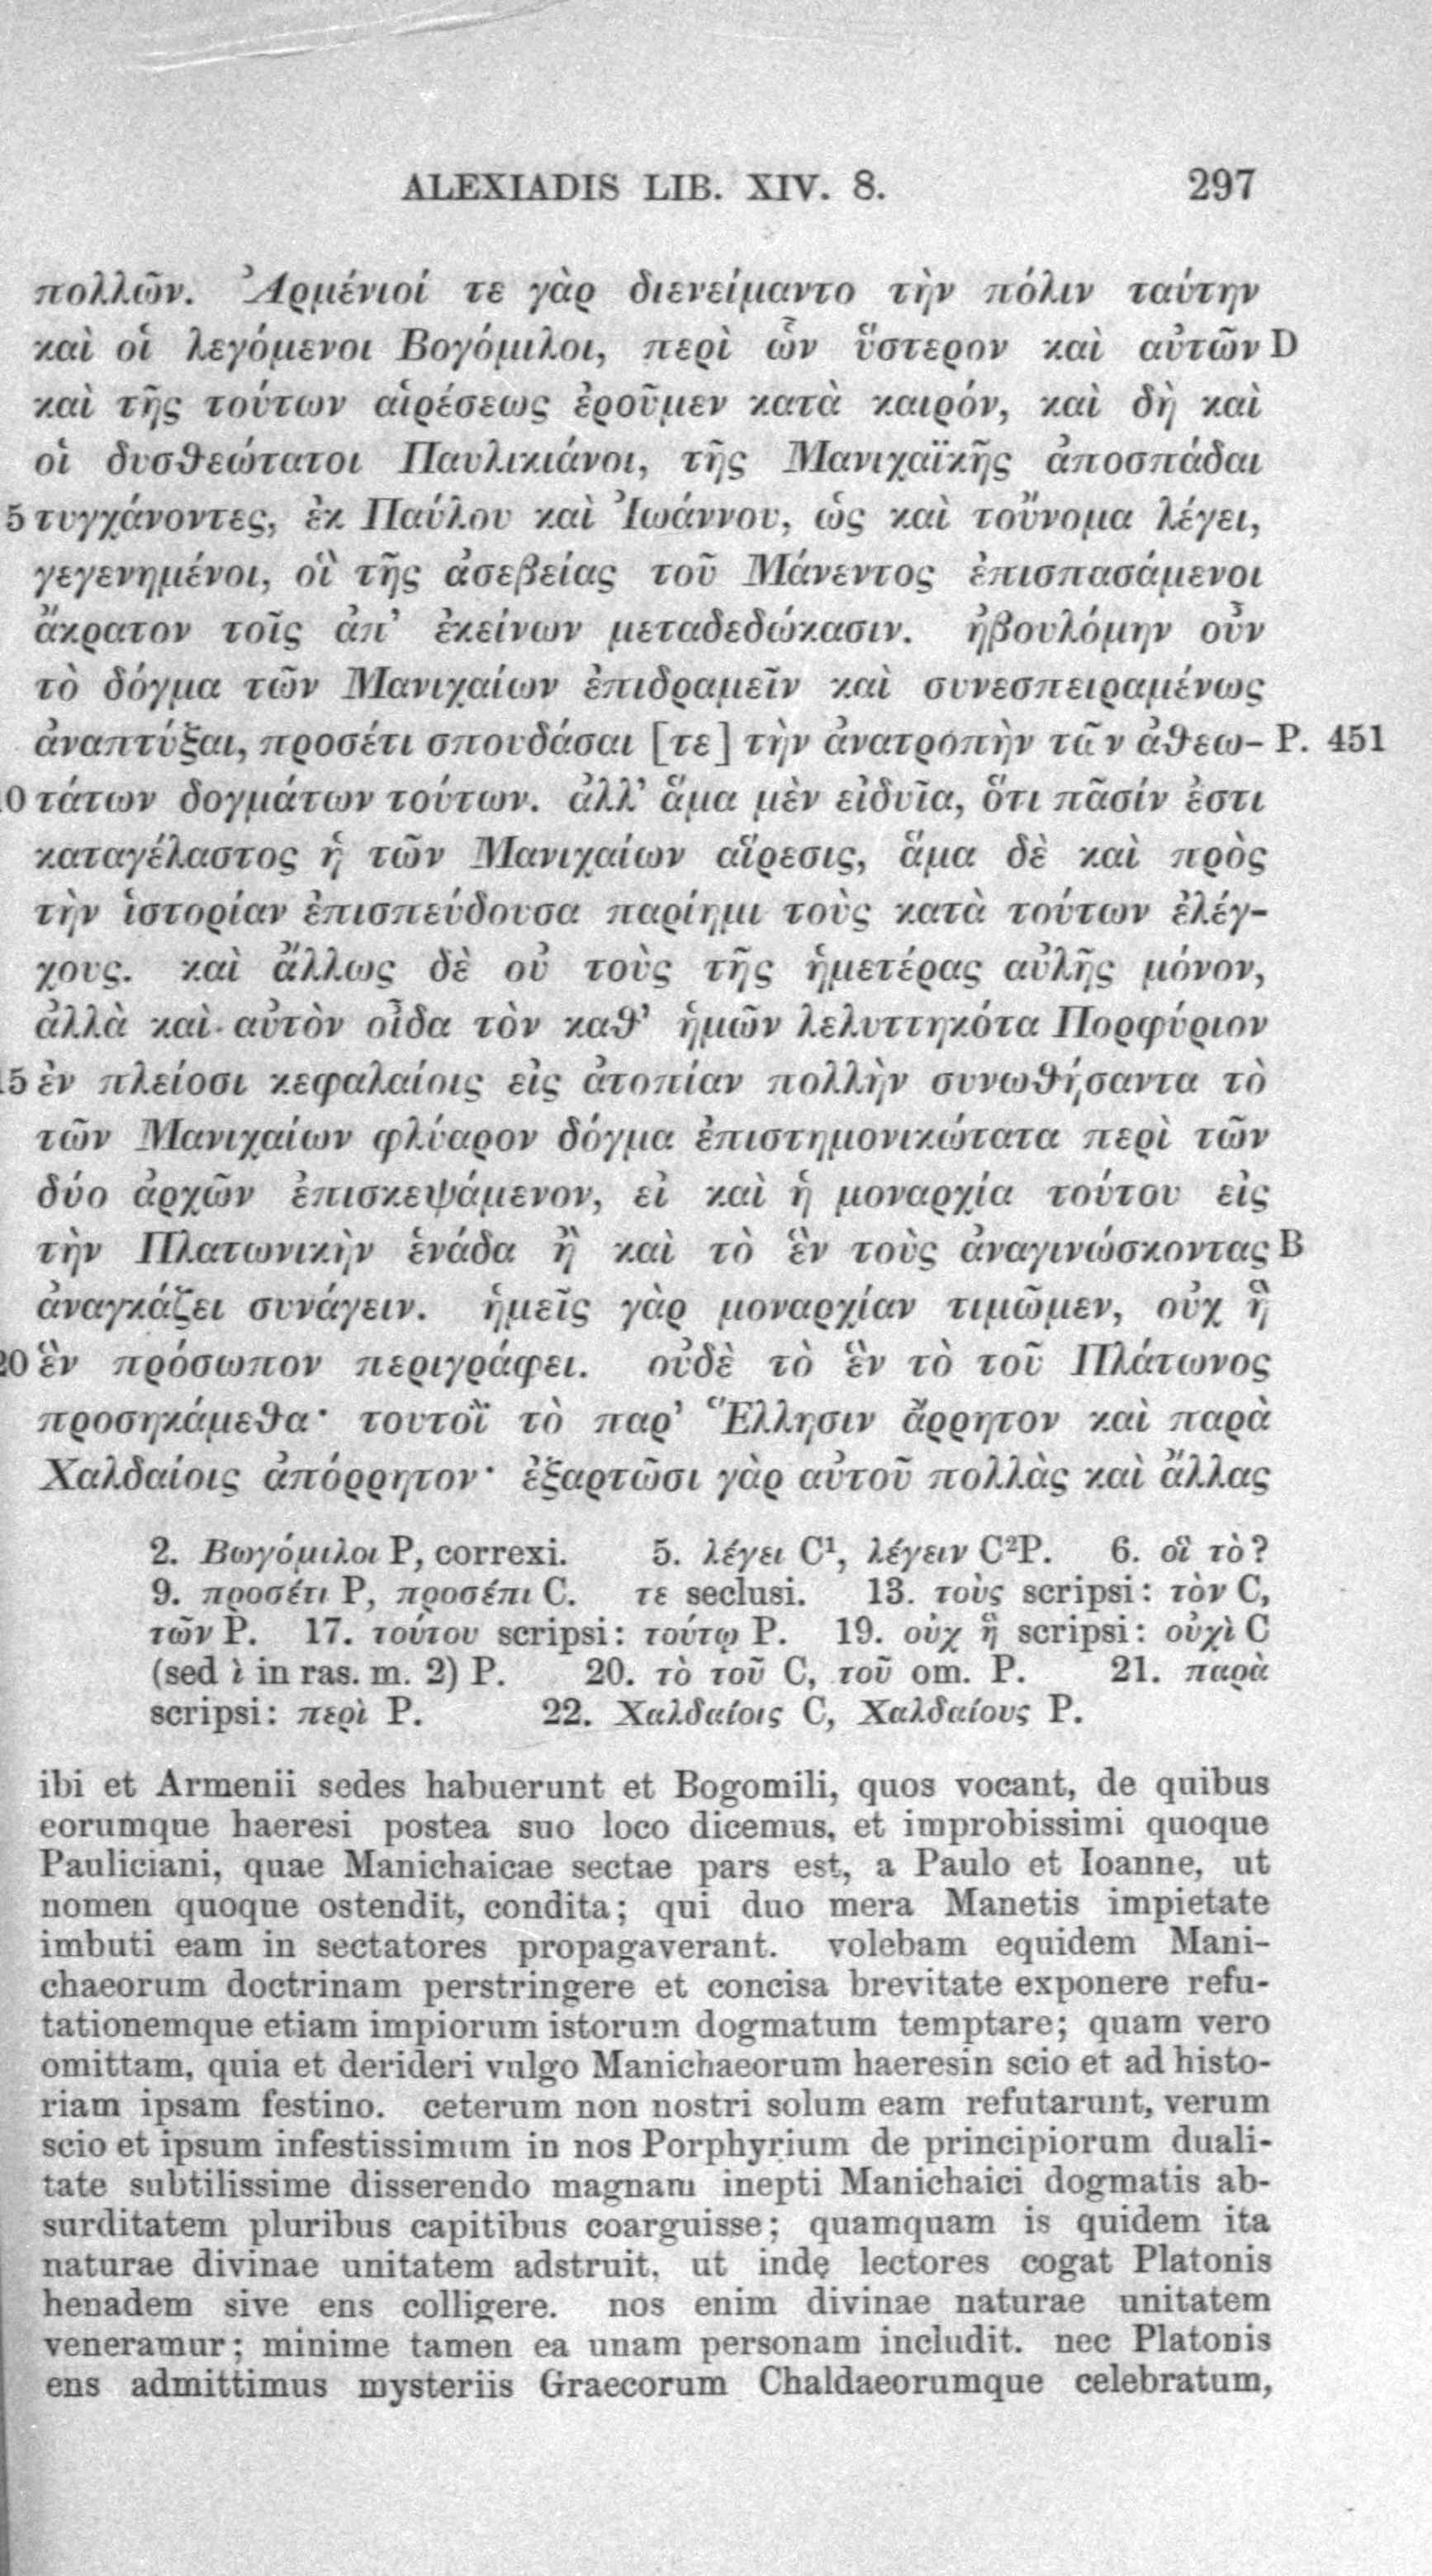 ALEXIADIS LIB. XIV. 8. 297
πολλῶν. Ἀρμένιοί τε γὰρ διενείμαντο τὴν πόλιν ταύτην
καὶ οἱ λεγόμενοι Βογόμιλοι, περὶ ὧν ὕστερον καὶ αὐτῶν D
καὶ τῆς τούτων αἱρέσεως ἐροῦμεν κατὰ καιρόν, καὶ δὴ καὶ
οἱ δυσθεώτατοι Παυλικιάνοι, τῆς Μανιχαϊκῆς ἀποσπάδαι
5 τυγχάνοντες, ἐκ Παύλου καὶ Ἰωάννου, ὡς καὶ τοὔνομα λέγει,
γεγενημένοι, οἳ τῆς ἀσεβείας τοῦ Μάνεντος ἐπισπασάμενοι
ἄκρατον τοῖς ἀπ’ ἐκείνων μεταδεδώκασιν. ἠβουλόμην οὖν
τὸ δόγμα τῶν Μανιχαίων ἐπιδραμεῖν καὶ συνεσπειραμένως
ἀναπτύξαι, προσέτι σπουδάσαι [τε] τὴν ἀνατροπὴν τῶν ἀθεω- P. 451
0 τάτων δογμάτων τούτων. ἀλλ’ ἅμα μὲν εἰδυῖα, ὅτι πᾶσίν ἐστι
καταγέλαστος ἡ τῶν Μανιχαίων αἵρεσις, ἅμα δὲ καὶ πρὸς
τὴν ἱστορίαν ἐπισπεύδουσα παρίημι τοὺς κατὰ τούτων ἐλέγ-
χους. καὶ ἄλλως δὲ οὐ τοὺς τῆς ἡμετέρας αὐλῆς μόνον,
ἀλλὰ καὶ αὐτὸν οἶδα τὸν καθ’ ἡμῶν λελυττηκότα Πορφύριον
15 ἐν πλείοσι κεφαλαίοις εἰς ἀτοπίαν πολλὴν συνωθήσαντα τὸ
τῶν Μανιχαίων φλύαρον δόγμα ἐπιστημονικώτατα περὶ τῶν
δύο ἀρχῶν ἐπισκεψάμενον, εἰ καὶ ἡ μοναρχία τούτου εἰς
τὴν Πλατωνικὴν ἑνάδα ἢ καὶ τὸ ἓν τοὺς ἀναγινώσκοντας B
ἀναγκάζει συνάγειν. ἡμεῖς γὰρ μοναρχίαν τιμῶμεν, οὐχ ἣ
20 ἓν πρόσωπον περιγράφει. οὐδὲ τὸ ἓν τὸ τοῦ Πλάτωνος
προσηκάμεθα· τουτοῒ τὸ παρ’ Ἕλλησιν ἄρρητον καὶ παρὰ
Χαλδαίοις ἀπόρρητον· ἐξαρτῶσι γὰρ αὐτοῦ πολλὰς καὶ ἄλλας
2. Βωγόμιλοι P, correxi. 5. λέγει C¹, λέγειν C²P. 6. οἳ τὸ?
9. προσέτι P, προσέπι C. τε seclusi. 13. τοὺς scripsi: τὸν C,
τῶν P. 17. τούτου scripsi: τούτῳ P. 19. οὐχ ἣ scripsi: οὐχὶ C
(sed ὶ in ras. m. 2) P. 20. τὸ τοῦ C, τοῦ om. P. 21. παρὰ
scripsi: περὶ P. 22. Χαλδαίοις C, Χαλδαίους P.
ibi et Armenii sedes habuerunt et Bogomili, quos vocant, de quibus
eorumque haeresi postea suo loco dicemus, et improbissimi quoque
Pauliciani, quae Manichaicae sectae pars est, a Paulo et Ioanne, ut
nomen quoque ostendit, condita; qui duo mera Manetis impietate
imbuti eam in sectatores propagaverant. volebam equidem Mani-
chaeorum doctrinam perstringere et concisa brevitate exponere refu-
tationemque etiam impiorum istorum dogmatum temptare; quam vero
omittam, quia et derideri vulgo Manichaeorum haeresin scio et ad histo-
riam ipsam festino. ceterum non nostri solum eam refutarunt, verum
scio et ipsum infestissimum in nos Porphyrium de principiorum duali-
tate subtilissime disserendo magnam inepti Manichaici dogmatis ab-
surditatem pluribus capitibus coarguisse; quamquam is quidem ita
naturae divinae unitatem adstruit, ut inde lectores cogat Platonis
henadem sive ens colligere. nos enim divinae naturae unitatem
veneramur; minime tamen ea unam personam includit. nec Platonis
ens admittimus mysteriis Graecorum Chaldaeorumque celebratum,